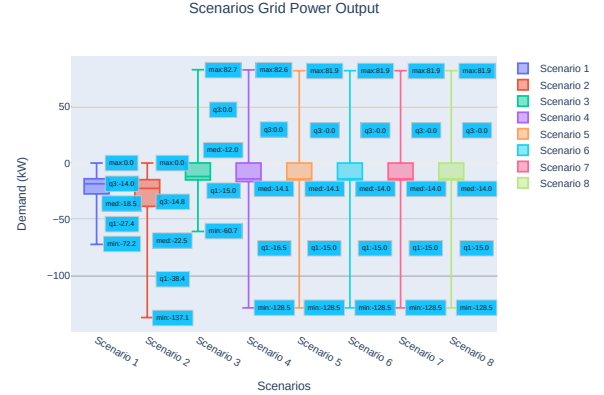 Scenarios Grid Power Output
Demand (kW)
50
0
−50
−100
max:0.0
q3:-14.0
med:-18.5
q1:-27.4
min:-72.2
max:0.0
q3:-14.8
med:-22.5
q1:-38.4
min:-137.1
max:82.7
q3:0.0
med:-12.0
q1:-15.0
min:-60.7
max:82.6
q3:0.0
med:-14.1
q1:-16.5
min:-128.5
max:81.9
q3:-0.0
med:-14.1
q1:-15.0
min:-128.5
max:81.9
q3:-0.0
med:-14.0
q1:-15.0
min:-128.5
max:81.9
q3:-0.0
med:-14.0
q1:-15.0
min:-128.5
max:81.9
q3:-0.0
med:-14.0
q1:-15.0
min:-128.5
Scenario 1
Scenario 2
Scenario 3
Scenario 4
Scenario 5
Scenario 6
Scenario 7
Scenario 8
Scenarios
Scenario 1
Scenario 2
Scenario 3
Scenario 4
Scenario 5
Scenario 6
Scenario 7
Scenario 8